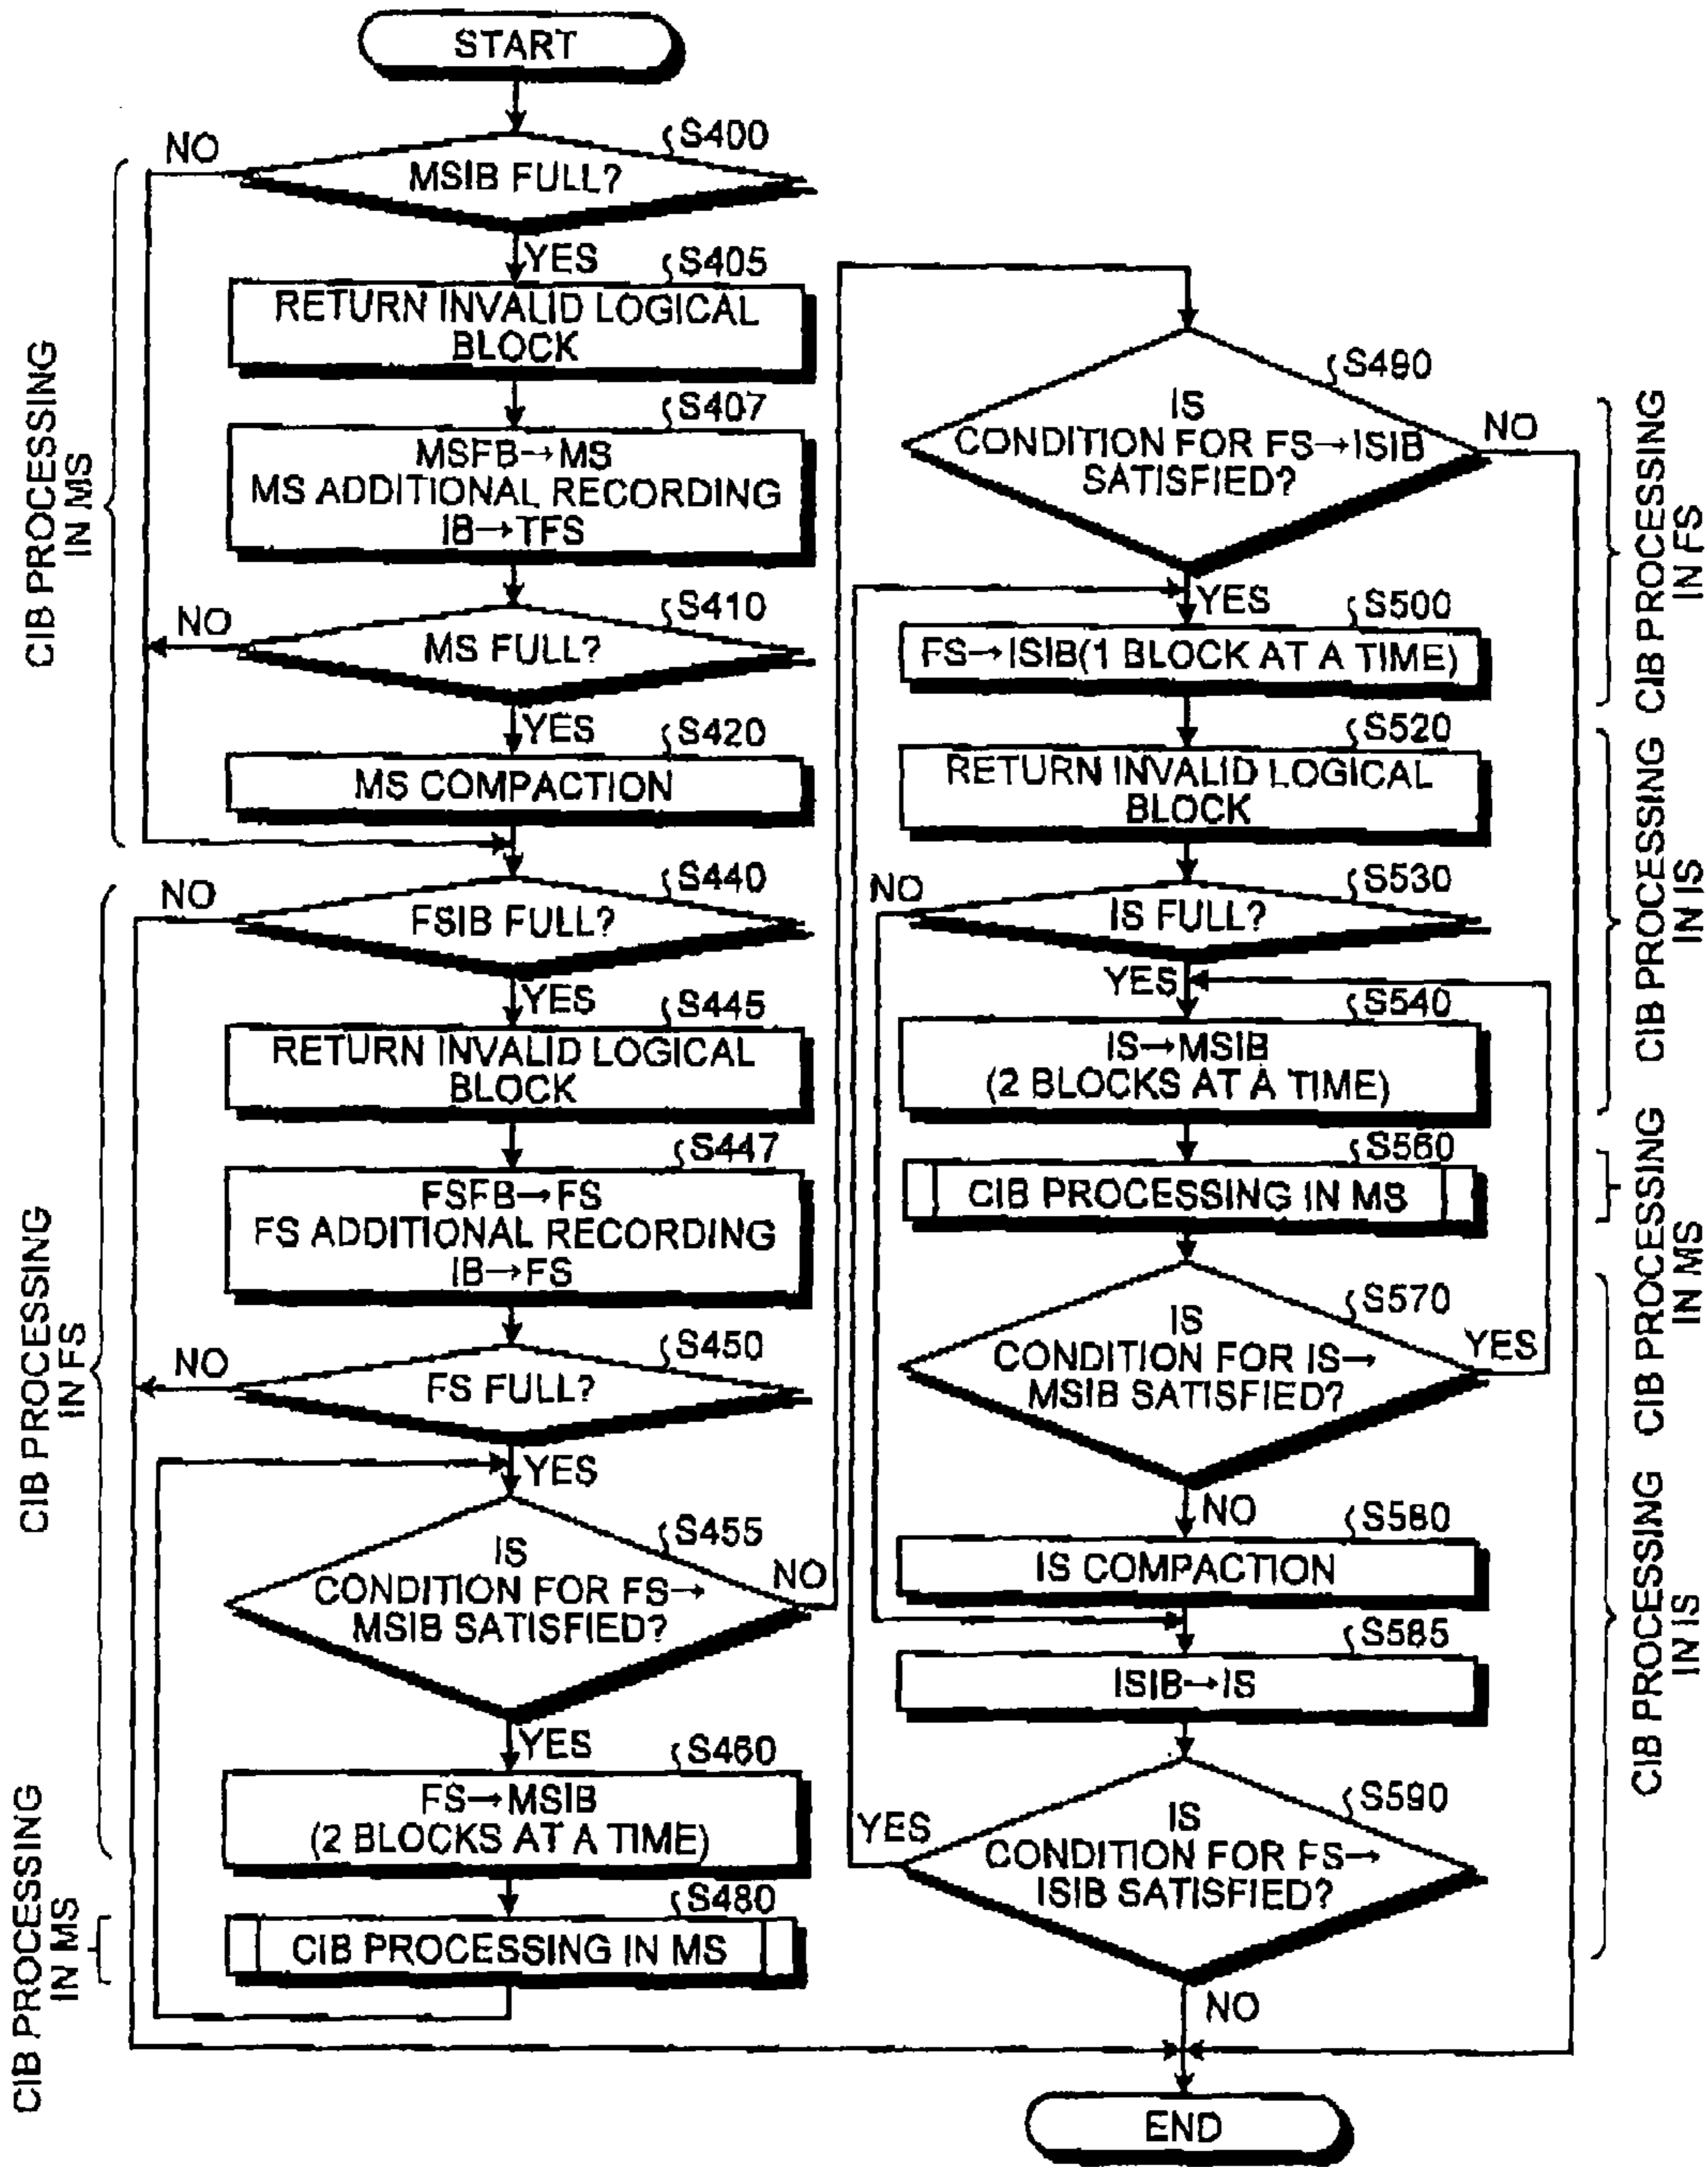 START
S400
NO
MSIB FULL?
YES
S405
RETURN INVALID LOGICAL
BLOCK
S407
MSFB→MS
MS ADDITIONAL RECORDING
IB→TFS
S410
NO
MS FULL?
YES
S420
MS COMPACTION
CIB PROCESSING
IN MS
S440
NO
FSIB FULL?
YES
S445
RETURN INVALID LOGICAL
BLOCK
S447
FSFB→FS
FS ADDITIONAL RECORDING
IB→FS
S450
NO
FS FULL?
YES
S455
IS
CONDITION FOR FS→
MSIB SATISFIED?
NO
YES
S460
FS→MSIB
(2 BLOCKS AT A TIME)
CIB PROCESSING
IN FS
S480
CIB PROCESSING IN MS
CIB PROCESSING
IN MS
S490
IS
CONDITION FOR FS→ISIB
SATISFIED?
NO
YES
S500
FS→ISIB(1 BLOCK AT A TIME)
CIB PROCESSING
IN FS
S520
RETURN INVALID LOGICAL
BLOCK
S530
NO
IS FULL?
YES
S540
IS→MSIB
(2 BLOCKS AT A TIME)
CIB PROCESSING
IN IS
S560
CIB PROCESSING IN MS
CIB PROCESSING
IN MS
S570
IS
CONDITION FOR IS→
MSIB SATISFIED?
YES
NO
S580
IS COMPACTION
S585
ISIB→IS
S590
IS
CONDITION FOR FS→
ISIB SATISFIED?
YES
NO
CIB PROCESSING
IN IS
END